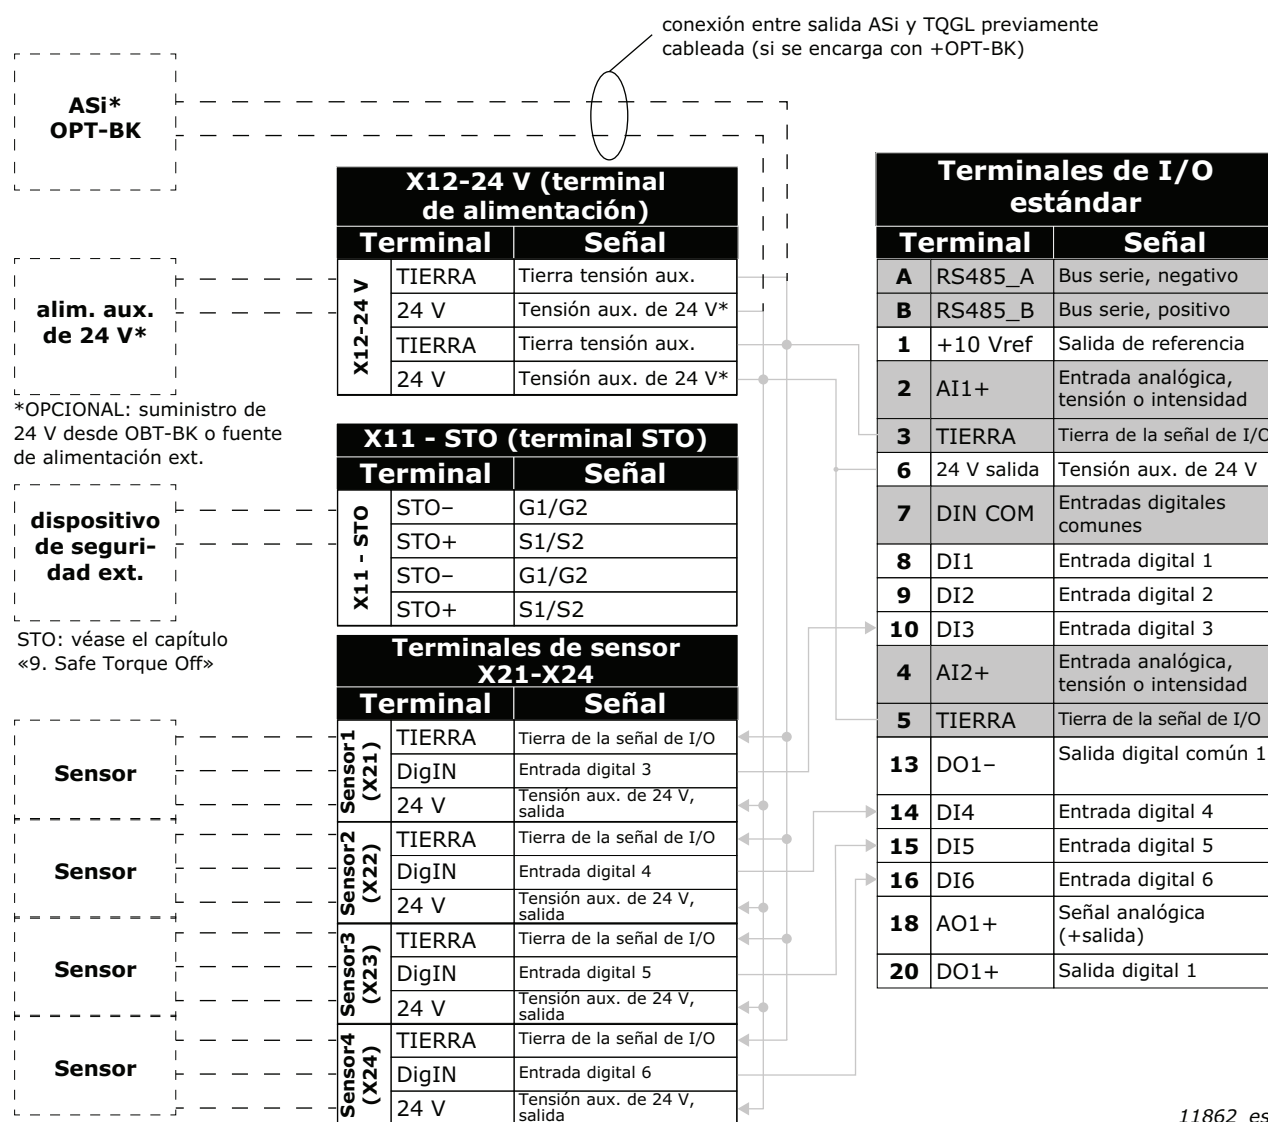 conexión entre salida ASi y TQGL previamente
cableada (si se encarga con +OPT-BK)
ASi*
OPT-BK
alim. aux.
de 24 V*
*OPCIONAL: suministro de
24 V desde OBT-BK o fuente
de alimentación ext.
dispositivo
de seguri-
dad ext.
STO: véase el capítulo
«9. Safe Torque Off»
Sensor
Sensor
Sensor
Sensor
X12-24 V (terminal
de alimentación)
Terminal Señal
X12-24 V
TIERRA Tierra tensión aux.
24 V Tensión aux. de 24 V*
TIERRA Tierra tensión aux.
24 V Tensión aux. de 24 V*
X11 - STO (terminal STO)
Terminal Señal
X11 - STO
STO– G1/G2
STO+ S1/S2
STO– G1/G2
STO+ S1/S2
Terminales de sensor
X21-X24
Terminal Señal
Sensor1
(X21)
TIERRA Tierra de la señal de I/O
DigIN Entrada digital 3
24 V Tensión aux. de 24 V,
salida
Sensor2
(X22)
TIERRA Tierra de la señal de I/O
DigIN Entrada digital 4
24 V Tensión aux. de 24 V,
salida
Sensor3
(X23)
TIERRA Tierra de la señal de I/O
DigIN Entrada digital 5
24 V Tensión aux. de 24 V,
salida
Sensor4
(X24)
TIERRA Tierra de la señal de I/O
DigIN Entrada digital 6
24 V Tensión aux. de 24 V,
salida
Terminales de I/O
estándar
Terminal Señal
A RS485_A Bus serie, negativo
B RS485_B Bus serie, positivo
1 +10 Vref Salida de referencia
2 AI1+ Entrada analógica,
tensión o intensidad
3 TIERRA Tierra de la señal de I/O
6 24 V salida Tensión aux. de 24 V
7 DIN COM Entradas digitales
comunes
8 DI1 Entrada digital 1
9 DI2 Entrada digital 2
10 DI3 Entrada digital 3
4 AI2+ Entrada analógica,
tensión o intensidad
5 TIERRA Tierra de la señal de I/O
13 DO1– Salida digital común 1
14 DI4 Entrada digital 4
15 DI5 Entrada digital 5
16 DI6 Entrada digital 6
18 AO1+ Señal analógica
(+salida)
20 DO1+ Salida digital 1
11862_es